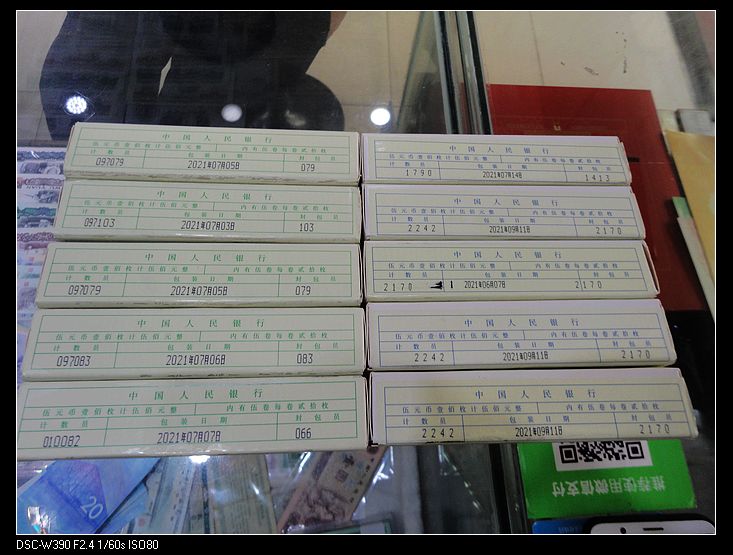 中国人民银行
伍元币壹佰枚计伍佰元整 内有伍卷每卷贰拾枚
计数员 包装日期 封包员
097079 2021年07月05日 079
中国人民银行
伍元币壹佰枚计伍佰元整 内有伍卷每卷贰拾枚
计数员 包装日期 封包员
097103 2021年07月03日 103
中国人民银行
伍元币壹佰枚计伍佰元整 内有伍卷每卷贰拾枚
计数员 包装日期 封包员
097079 2021年07月05日 079
中国人民银行
伍元币壹佰枚计伍佰元整 内有伍卷每卷贰拾枚
计数员 包装日期 封包员
097083 2021年07月06日 083
中国人民银行
伍元币壹佰枚计伍佰元整 内有伍卷每卷贰拾枚
计数员 包装日期 封包员
010082 2021年07月07日 066
中国人民银行
伍元币壹佰枚计伍佰元整 内有伍卷每卷贰拾枚
计数员 包装日期 封包员
1790 2021年07月14日 1413
中国人民银行
伍元币壹佰枚计伍佰元整 内有伍卷每卷贰拾枚
计数员 包装日期 封包员
2242 2021年09月11日 2170
中国人民银行
伍元币壹佰枚计伍佰元整 内有伍卷每卷贰拾枚
计数员 包装日期 封包员
2170 1 2021年06月07日 2170
中国人民银行
伍元币壹佰枚计伍佰元整 内有伍卷每卷贰拾枚
计数员 包装日期 封包员
2242 2021年09月11日 2170
中国人民银行
伍元币壹佰枚计伍佰元整 内有伍卷每卷贰拾枚
计数员 包装日期 封包员
2242 2021年09月11日 2170
推荐使用微信支付
20
DSC-W390 F2.4 1/60s ISO80